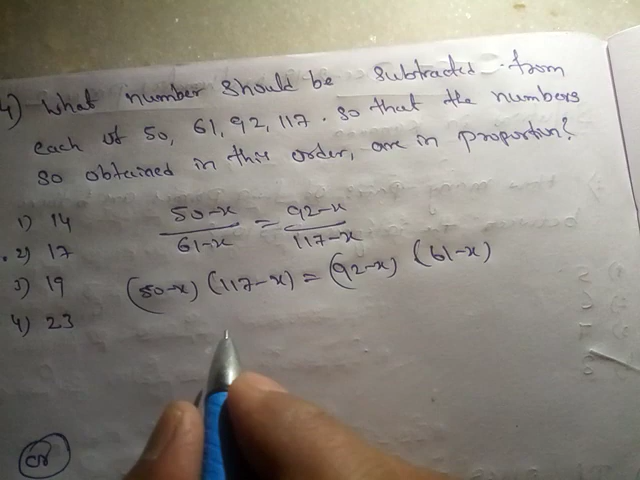 4) What number should be subtracted from
each of 50, 61, 92, 117. so that the numbers
so obtained in this order, are in proportion?
1) 14
2) 17
3) 19
4) 23
50-x / 61-x = 92-x / 117-x
(50-x) (117-x) = (92-x) (61-x)